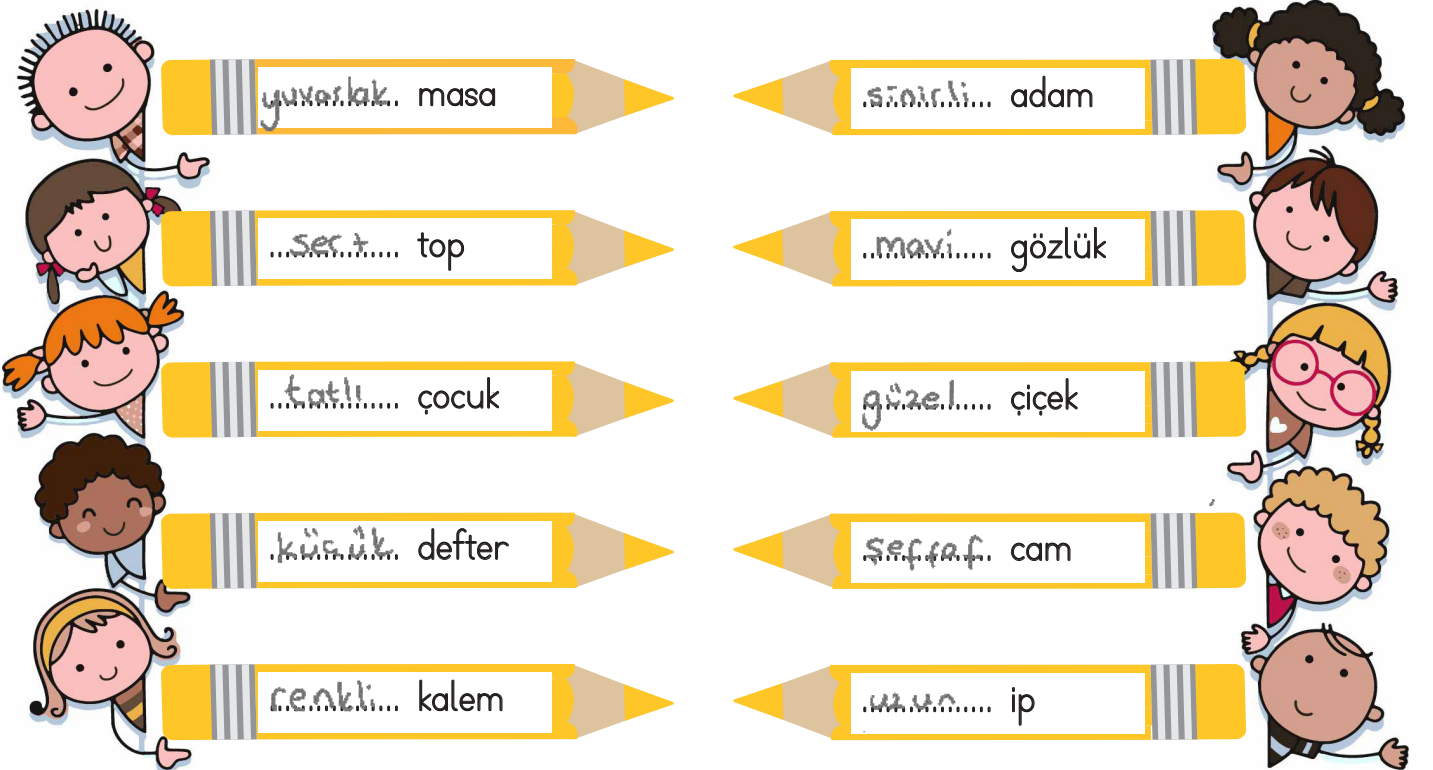 yuvarlak masa
sert top
tatlı çocuk
küçük defter
renkli kalem
sinirli adam
mavi gözlük
güzel çiçek
şeffaf cam
uzun ip